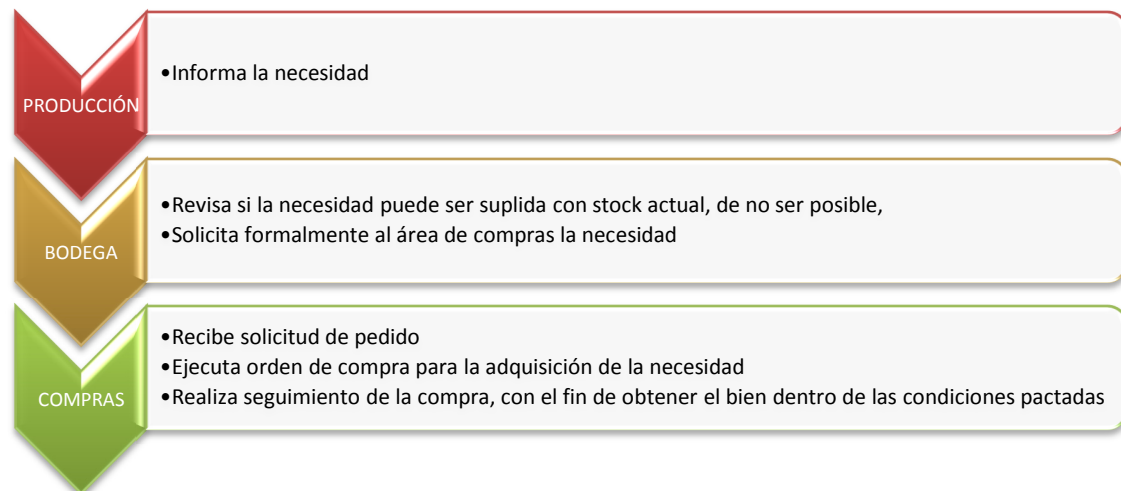 PRODUCCIÓN
•Informa la necesidad
BODEGA
•Revisa si la necesidad puede ser suplida con stock actual, de no ser posible,
•Solicita formalmente al área de compras la necesidad
COMPRAS
•Recibe solicitud de pedido
•Ejecuta orden de compra para la adquisición de la necesidad
•Realiza seguimiento de la compra, con el fin de obtener el bien dentro de las condiciones pactadas